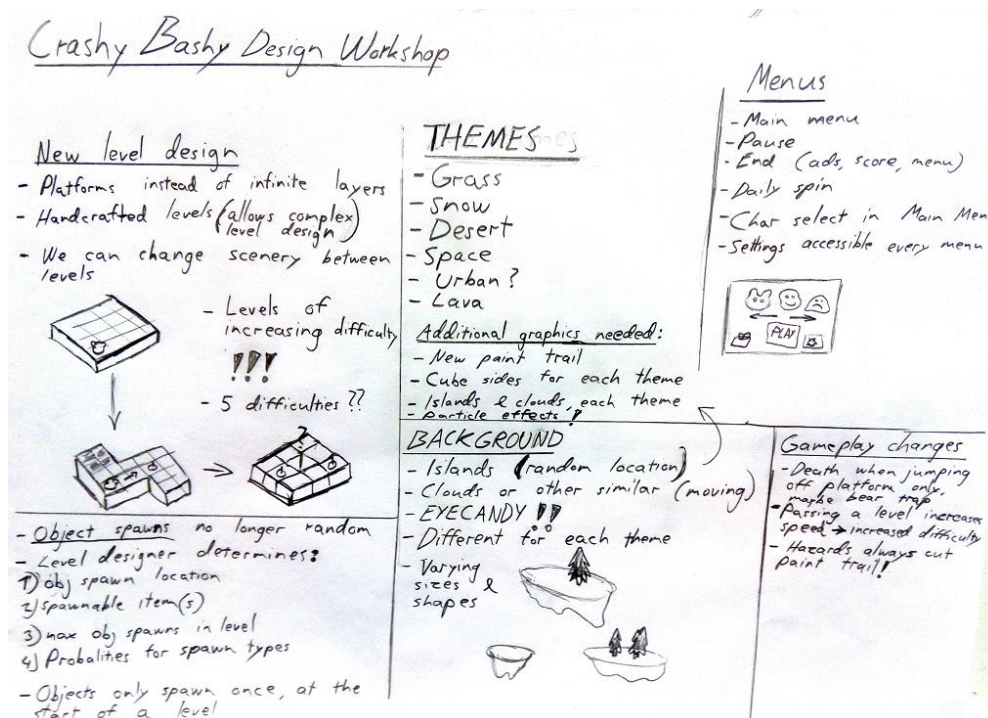 Crashy Bashy Design Workshop
New level design
- Platforms instead of infinite layers
- Handcrafted levels (allows complex
level design)
- We can change scenery between
levels
- Levels of
increasing difficulty
!!!
- 5 difficulties ??
- Object spawns no longer random
- Level designer determines:
1) obj spawn location
2) spawnable item(s)
3) max obj spawns in level
4) Probalities for spawn types
- Objects only spawn once, at the
start of a level
THEMES
- Grass
- Snow
- Desert
- Space
- Urban?
- Lava
Additional graphics needed:
- New paint trail
- Cube sides for each theme
- Islands & clouds, each theme
- Particle effects!
BACKGROUND
- Islands (random location)
- Clouds or other similar (moving)
- EYECANDY !!
- Different for each theme
- Varying
sizes &
shapes
Menus
- Main menu
- Pause
- End (ads, score, menu)
- Daily spin
- Char select in Main Men
- Settings accessible every menu
PLAY
Gameplay changes
- Death when jumping
off platform only,
maybe bear trap
- Passing a level increases
speed → increased difficulty
- Hazards always cut
paint trail!